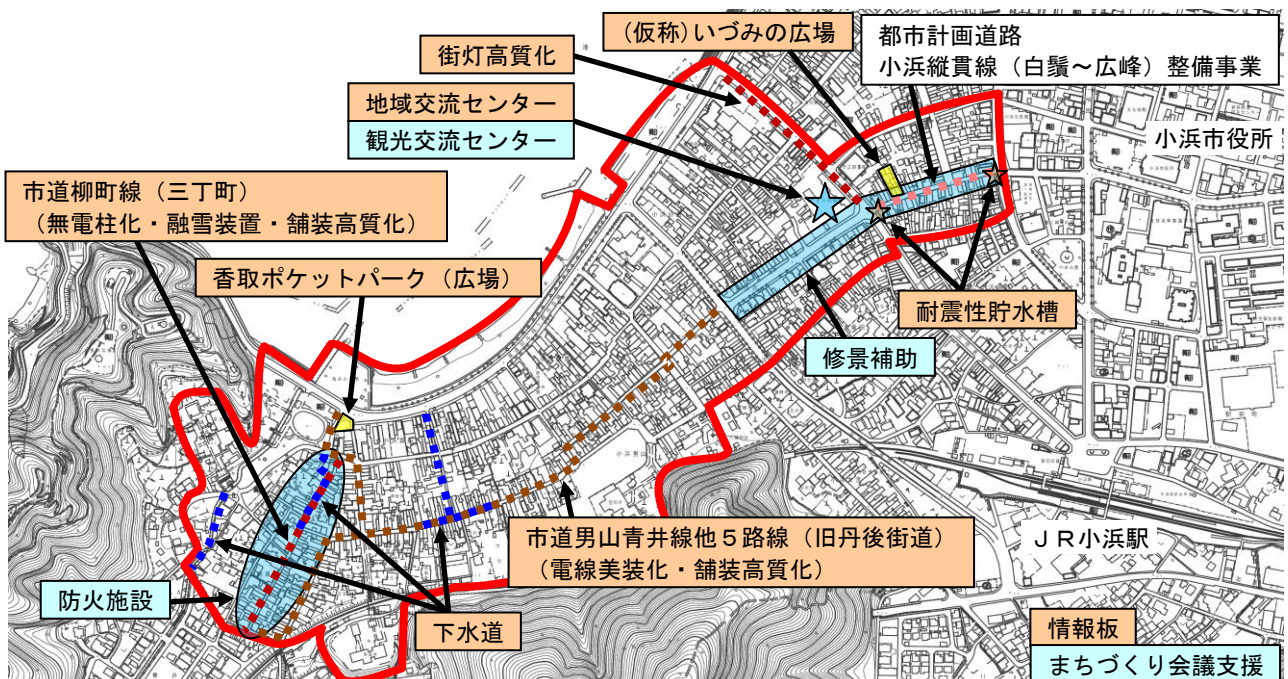 (仮称)いづみの広場
都市計画道路
小浜縦貫線(白鬚～広峰)整備事業
街灯高質化
地域交流センター
観光交流センター
小浜市役所
市道柳町線(三丁町)
(無電柱化・融雪装置・舗装高質化)
香取ポケットパーク(広場)
耐震性貯水槽
修景補助
市道男山青井線他5路線(旧丹後街道)
(電線美装化・舗装高質化)
JR小浜駅
防火施設
下水道
情報板
まちづくり会議支援